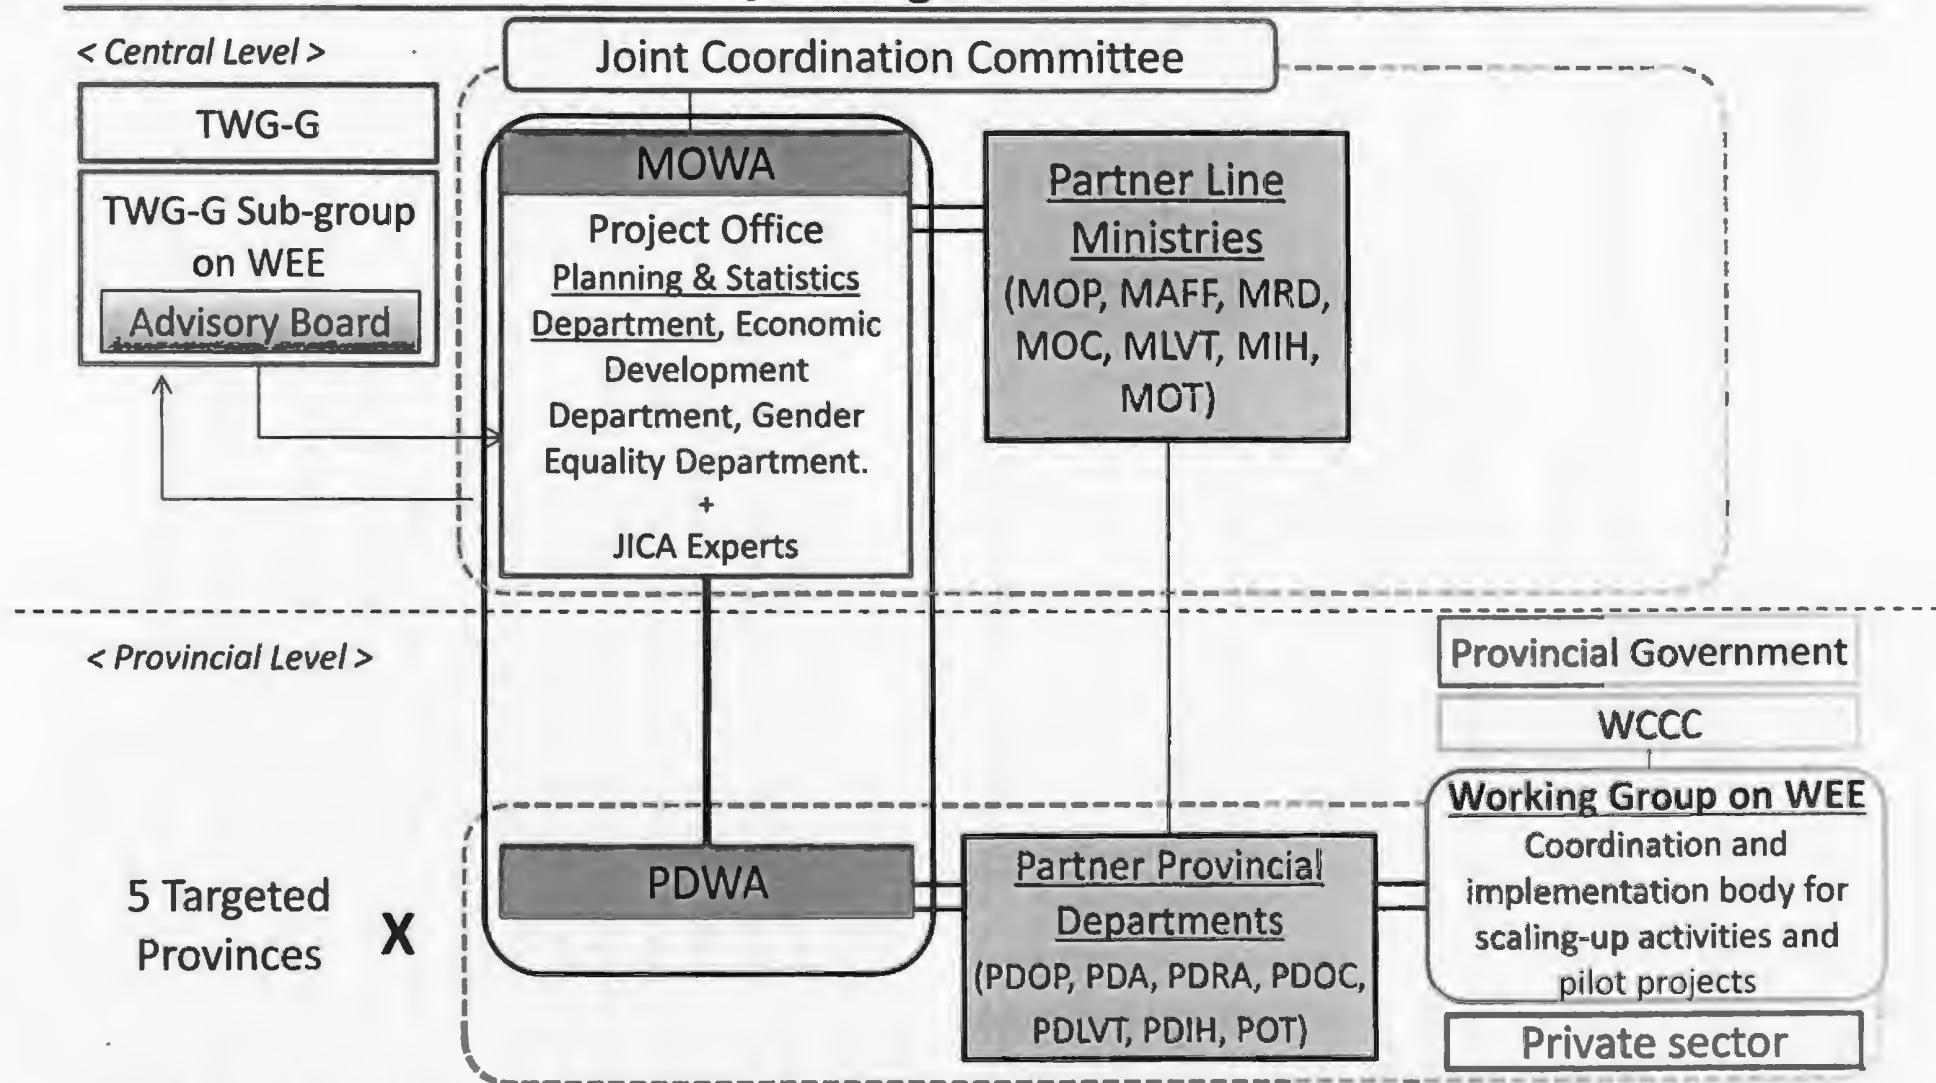 < Central Level >
Joint Coordination Committee
TWG-G
TWG-G Sub-group
on WEE
Advisory Board
MOWA
Project Office
Planning & Statistics
Department, Economic
Development
Department, Gender
Equality Department.
+
JICA Experts
Partner Line
Ministries
(MOP, MAFF, MRD,
MOC, MLVT, MIH,
MOT)
< Provincial Level >
5 Targeted
Provinces
X
PDWA
Partner Provincial
Departments
(PDOP, PDA, PDRA, PDOC,
PDLVT, PDIH, POT)
Provincial Government
WCCC
Working Group on WEE
Coordination and
implementation body for
scaling-up activities and
pilot projects
Private sector